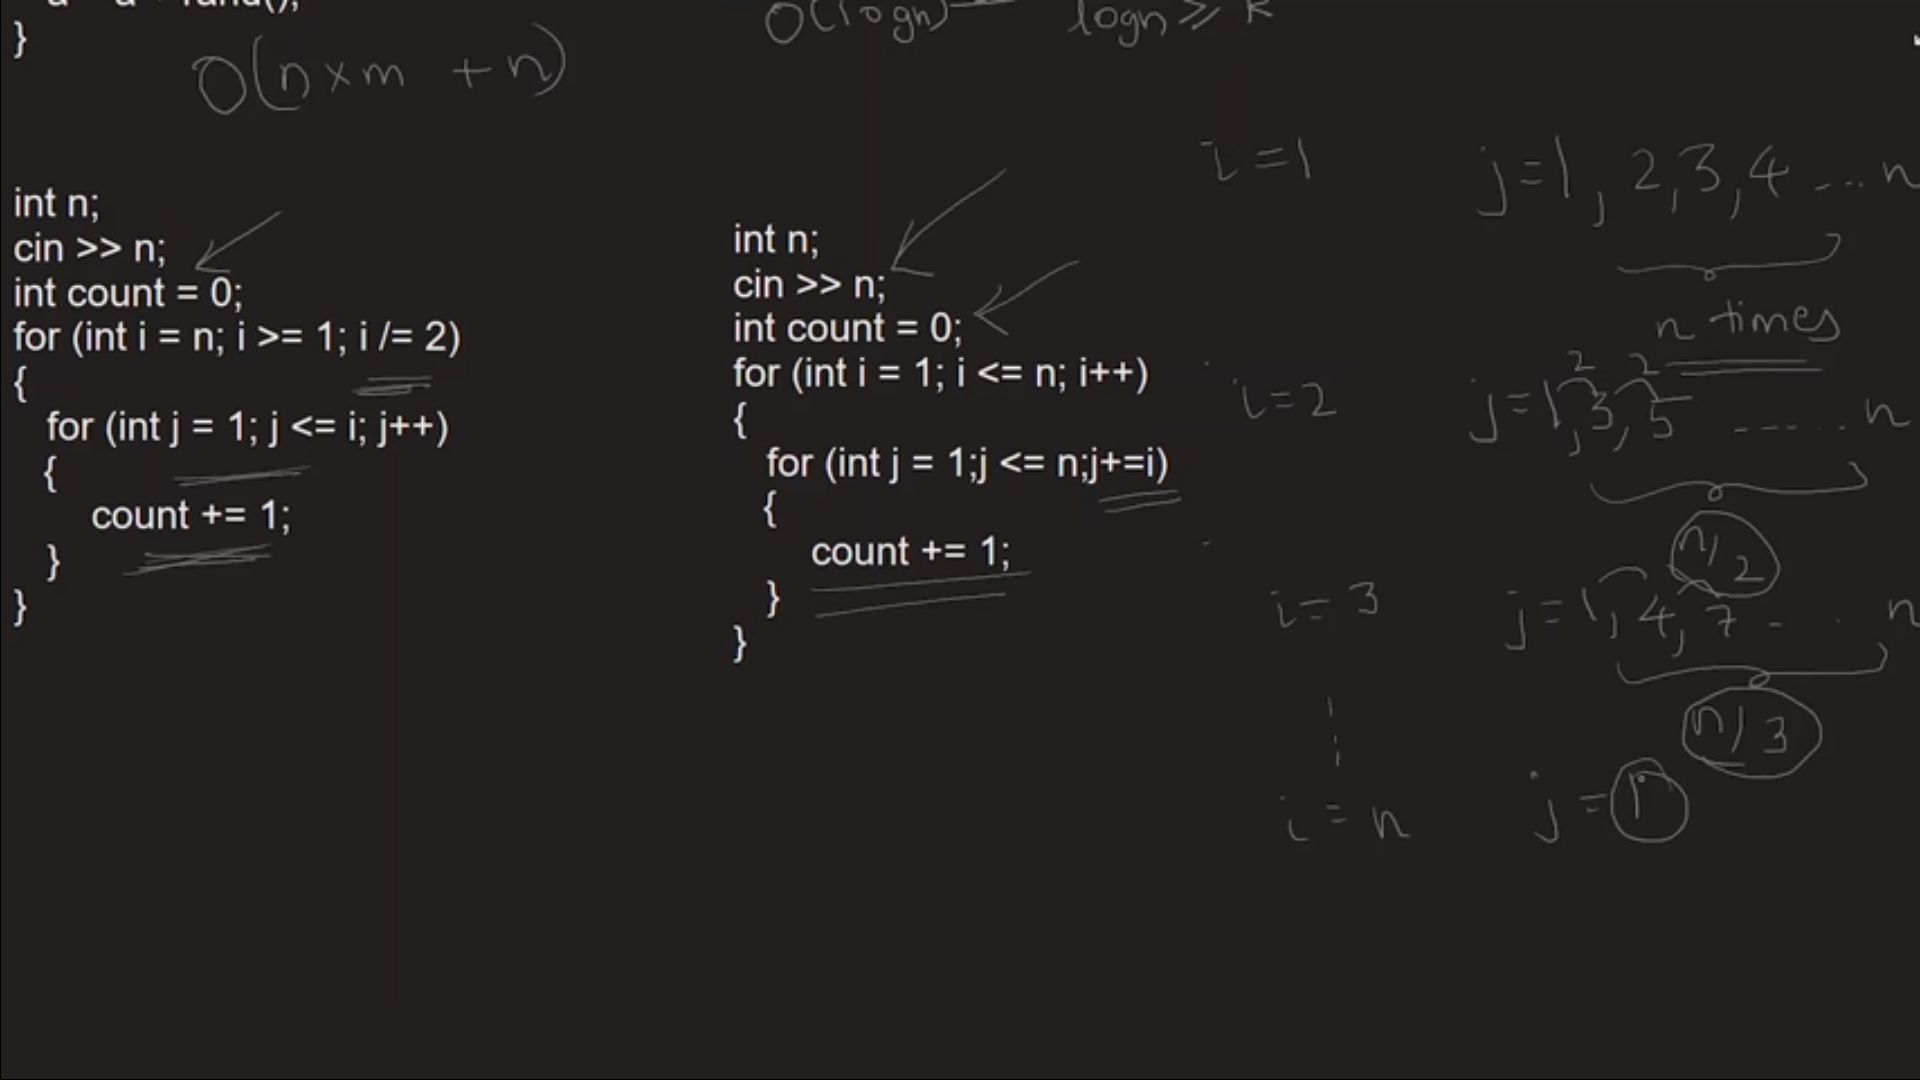 }
O(n×m + n)
O(logn)
logn ≥ k
int n;
cin >> n;
int count = 0;
for (int i = n; i >= 1; i /= 2)
{
for (int j = 1; j <= i; j++)
{
count += 1;
}
}
int n;
cin >> n;
int count = 0;
for (int i = 1; i <= n; i++)
{
for (int j = 1;j <= n;j+=i)
{
count += 1;
}
}
i = 1 j = 1, 2, 3, 4 ... n
n times
2 2
i = 2 j = 1, 3, 5 ...... n
n/2
i = 3 j = 1, 4, 7 - . . n
n/3
i = n j = 1